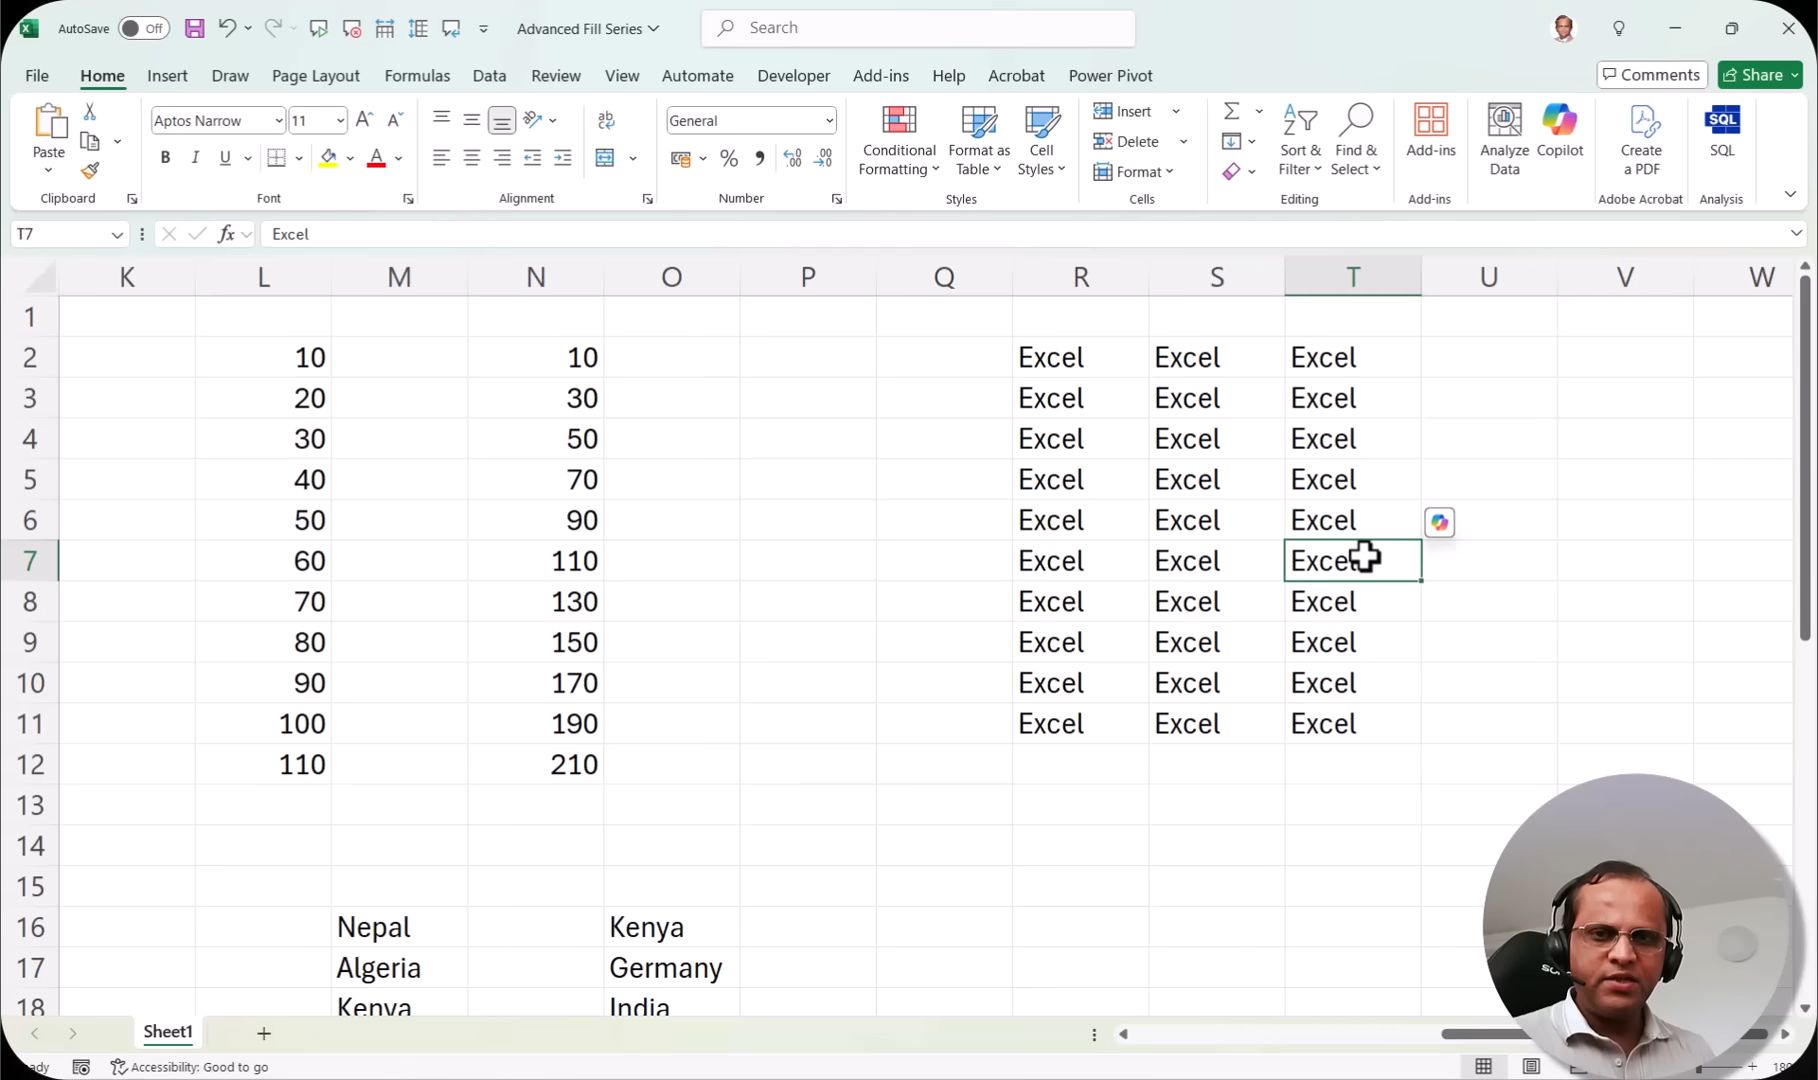 AutoSave Off Advanced Fill Series Search
File Home Insert Draw Page Layout Formulas Data Review View Automate Developer Add-ins Help Acrobat Power Pivot Comments Share
Paste
Clipboard
Aptos Narrow 11
B I U A
Font
ab
Alignment
General
%
Number
Conditional Formatting
Format as Table
Cell Styles
Styles
Insert
Delete
Format
Cells
Sort & Filter
Find & Select
Editing
Add-ins
Add-ins
Analyze Data
Copilot
Create a PDF
Adobe Acrobat
SQL
SQL
Analysis
T7 fx Excel
K L M N O P Q R S T U V W
1
2 10 10 Excel Excel Excel
3 20 30 Excel Excel Excel
4 30 50 Excel Excel Excel
5 40 70 Excel Excel Excel
6 50 90 Excel Excel Excel
7 60 110 Excel Excel Excel
8 70 130 Excel Excel Excel
9 80 150 Excel Excel Excel
10 90 170 Excel Excel Excel
11 100 190 Excel Excel Excel
12 110 210
13
14
15
16 Nepal Kenya
17 Algeria Germany
18 Kenya India
Sheet1
Accessibility: Good to go